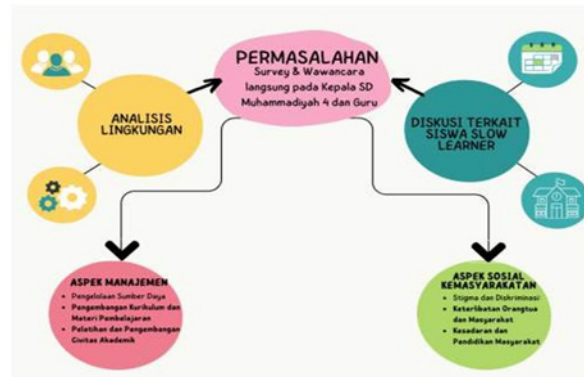 PERMASALAHAN
Survey & Wawancara
langsung pada Kepala SD
Muhammadiyah 4 dan Guru
ANALISIS
LINGKUNGAN
DISKUSI TERKAIT
SISWA SLOW
LEARNER
ASPEK MANAJEMEN
• Pengelolaan Sumber Daya
• Pengembangan Kurikulum dan
Materi Pembelajaran
• Pelatihan dan Pengembangan
Civitas Akademik
ASPEK SOSIAL
KEMASYARAKATAN
• Stigma dan Diskriminasi
• Keterlibatan Orangtua
dan Masyarakat
• Kesadaran dan
Pendidikan Masyarakat